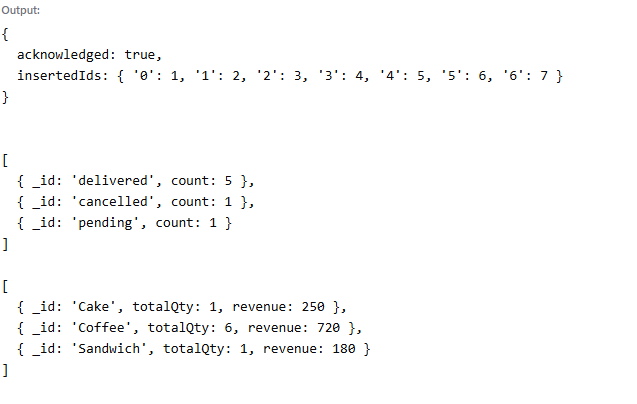 Output:
{
  acknowledged: true,
  insertedIds: { '0': 1, '1': 2, '2': 3, '3': 4, '4': 5, '5': 6, '6': 7 }
}
[
  { _id: 'delivered', count: 5 },
  { _id: 'cancelled', count: 1 },
  { _id: 'pending', count: 1 }
]
[
  { _id: 'Cake', totalQty: 1, revenue: 250 },
  { _id: 'Coffee', totalQty: 6, revenue: 720 },
  { _id: 'Sandwich', totalQty: 1, revenue: 180 }
]